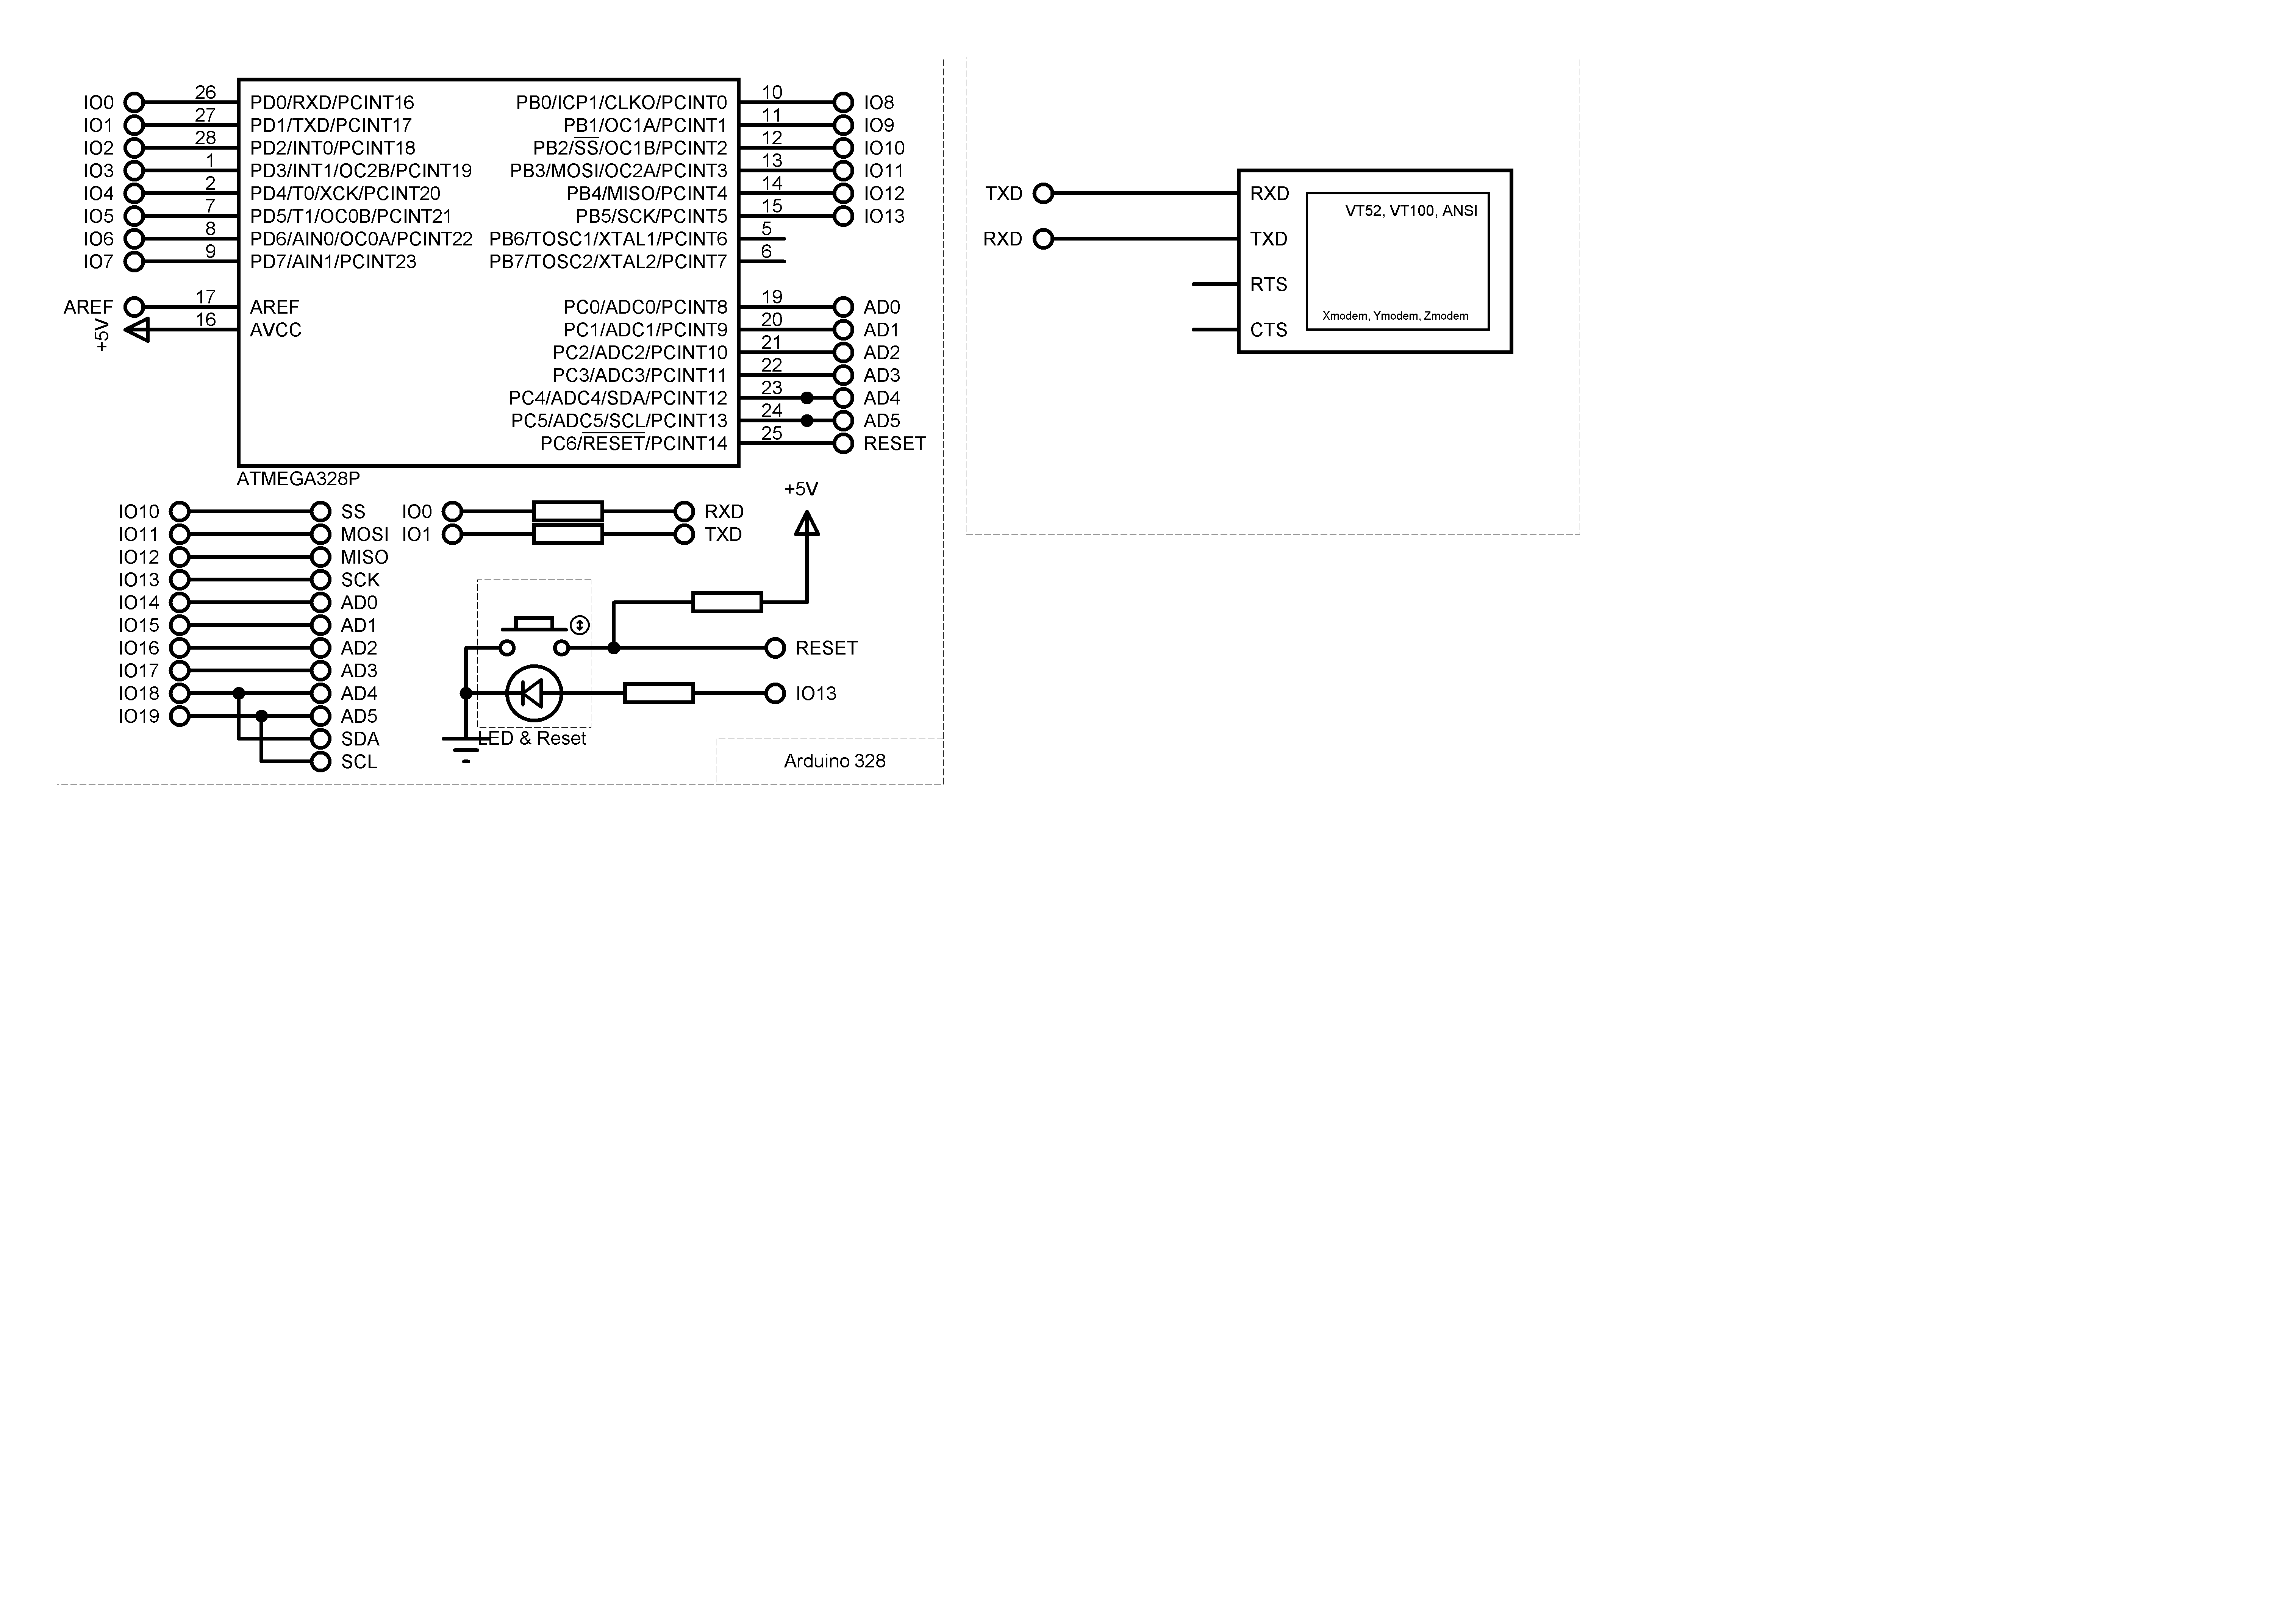 IO0 26 PD0/RXD/PCINT16 PB0/ICP1/CLKO/PCINT0 10 IO8
IO1 27 PD1/TXD/PCINT17 PB1/OC1A/PCINT1 11 IO9
IO2 28 PD2/INT0/PCINT18 PB2/SS/OC1B/PCINT2 12 IO10
IO3 1 PD3/INT1/OC2B/PCINT19 PB3/MOSI/OC2A/PCINT3 13 IO11
IO4 2 PD4/T0/XCK/PCINT20 PB4/MISO/PCINT4 14 IO12
IO5 7 PD5/T1/OC0B/PCINT21 PB5/SCK/PCINT5 15 IO13
IO6 8 PD6/AIN0/OC0A/PCINT22 PB6/TOSC1/XTAL1/PCINT6 5
IO7 9 PD7/AIN1/PCINT23 PB7/TOSC2/XTAL2/PCINT7 6
AREF 17 AREF PC0/ADC0/PCINT8 19 AD0
+5V 16 AVCC PC1/ADC1/PCINT9 20 AD1
PC2/ADC2/PCINT10 21 AD2
PC3/ADC3/PCINT11 22 AD3
PC4/ADC4/SDA/PCINT12 23 AD4
PC5/ADC5/SCL/PCINT13 24 AD5
PC6/RESET/PCINT14 25 RESET
ATMEGA328P
IO10 SS
IO11 MOSI
IO12 MISO
IO13 SCK
IO14 AD0
IO15 AD1
IO16 AD2
IO17 AD3
IO18 AD4
IO19 AD5
SDA
SCL
IO0 RXD
IO1 TXD
+5V
RESET
IO13
LED & Reset
Arduino 328
TXD RXD
RXD TXD
RTS
CTS
VT52, VT100, ANSI
Xmodem, Ymodem, Zmodem